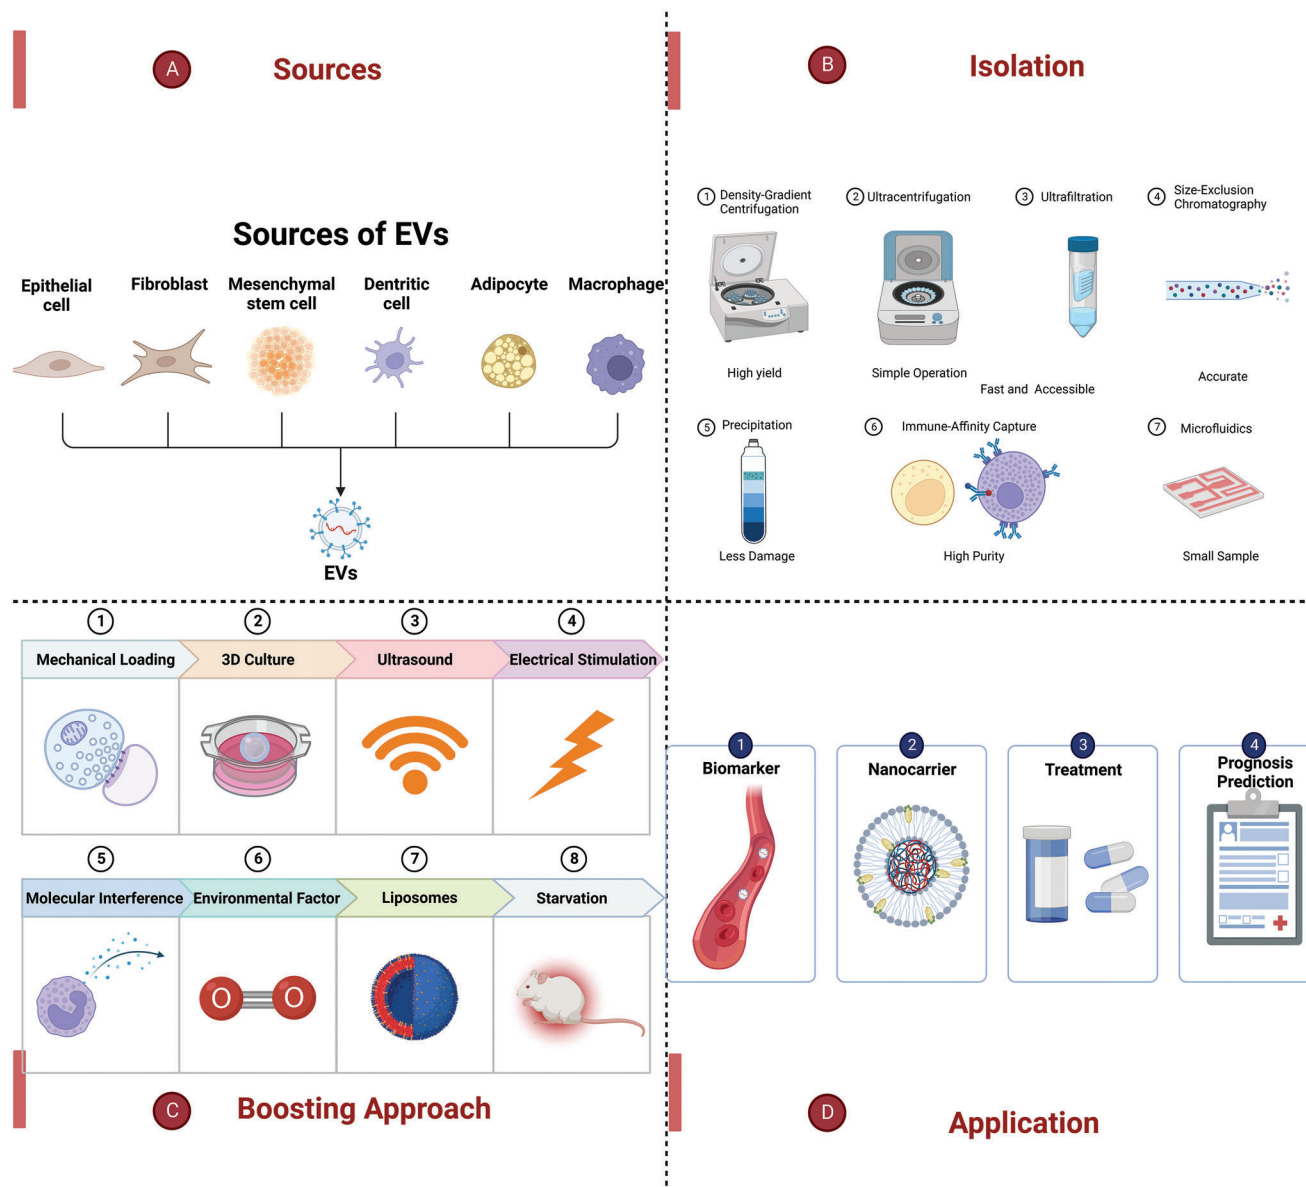 A
Sources
Sources of EVs
Epithelial
cell
Fibroblast
Mesenchymal
stem cell
Dentritic
cell
Adipocyte
Macrophage
EVs
B
Isolation
1
Density-Gradient
Centrifugation
High yield
2
Ultracentrifugation
Simple Operation
3
Ultrafiltration
Fast and Accessible
4
Size-Exclusion
Chromatography
Accurate
5
Precipitation
Less Damage
6
Immune-Affinity Capture
High Purity
7
Microfluidics
Small Sample
1
Mechanical Loading
2
3D Culture
3
Ultrasound
4
Electrical Stimulation
5
Molecular Interference
6
Environmental Factor
O
O
7
Liposomes
8
Starvation
C
Boosting Approach
1
Biomarker
2
Nanocarrier
3
Treatment
4
Prognosis
Prediction
D
Application